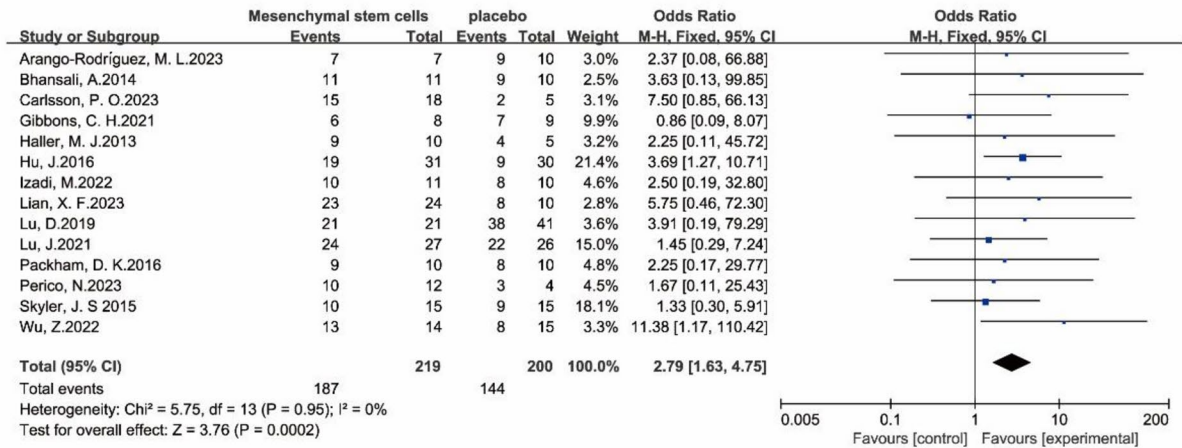 Mesenchymal stem cells placebo Odds Ratio Odds Ratio
Study or Subgroup Events Total Events Total Weight M-H, Fixed, 95% CI M-H, Fixed, 95% CI
Arango-Rodríguez, M. L.2023 7 7 9 10 3.0% 2.37 [0.08, 66.88]
Bhansali, A.2014 11 11 9 10 2.5% 3.63 [0.13, 99.85]
Carlsson, P. O.2023 15 18 2 5 3.1% 7.50 [0.85, 66.13]
Gibbons, C. H.2021 6 8 7 9 9.9% 0.86 [0.09, 8.07]
Haller, M. J.2013 9 10 4 5 5.2% 2.25 [0.11, 45.72]
Hu, J.2016 19 31 9 30 21.4% 3.69 [1.27, 10.71]
Izadi, M.2022 10 11 8 10 4.6% 2.50 [0.19, 32.80]
Lian, X. F.2023 23 24 8 10 2.8% 5.75 [0.46, 72.30]
Lu, D.2019 21 21 38 41 4.2% 3.91 [0.19, 79.29]
Lu, J.2021 24 27 22 26 15.0% 1.45 [0.29, 7.24]
Packham, D. K.2016 9 10 8 10 4.8% 2.25 [0.17, 29.77]
Perico, N.2023 10 12 3 4 4.5% 1.67 [0.11, 25.43]
Skyler, J. S 2015 10 15 9 15 18.1% 1.33 [0.30, 5.91]
Wu, Z.2022 13 14 8 15 3.3% 11.38 [1.17, 110.42]
Total (95% CI) 219 200 100.0% 2.79 [1.63, 4.75]
Total events 187 144
Heterogeneity: Chi² = 5.75, df = 13 (P = 0.95); I² = 0%
Test for overall effect: Z = 3.76 (P = 0.0002)
0.005 0.1 1 10 200
Favours [control] Favours [experimental]